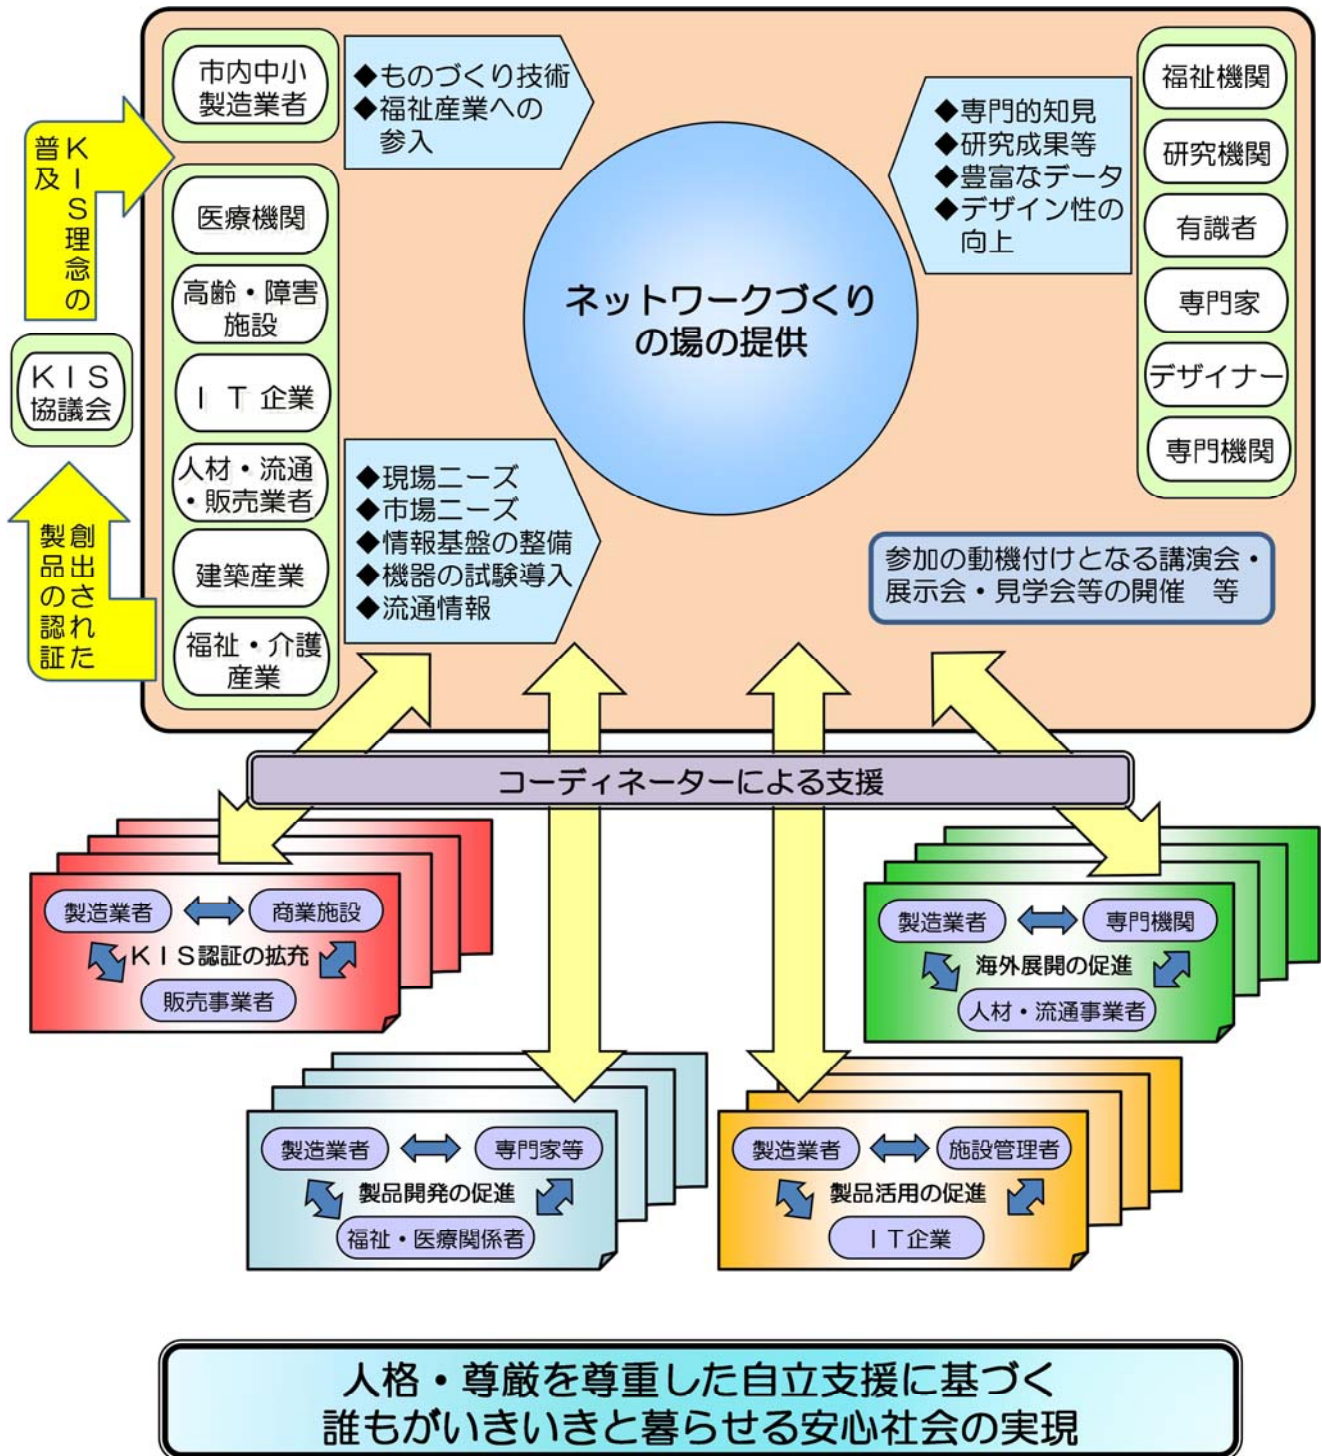 市内中小
製造業者
◆ものづくり技術
◆福祉産業への
参入
ネットワークづくり
の場の提供
◆専門的知見
◆研究成果等
◆豊富なデータ
◆デザイン性の
向上
福祉機関
研究機関
有識者
専門家
デザイナー
専門機関
KIS理念の
普及
KIS
協議会
創出された
製品の認証
医療機関
高齢・障害
施設
IT企業
人材・流通
・販売業者
建築産業
福祉・介護
産業
◆現場ニーズ
◆市場ニーズ
◆情報基盤の整備
◆機器の試験導入
◆流通情報
参加の動機付けとなる講演会・
展示会・見学会等の開催 等
コーディネーターによる支援
製造業者
商業施設
KIS認証の拡充
販売事業者
製造業者
専門機関
海外展開の促進
人材・流通事業者
製造業者
専門家等
製品開発の促進
福祉・医療関係者
製造業者
施設管理者
製品活用の促進
IT企業
人格・尊厳を尊重した自立支援に基づく
誰もがいきいきと暮らせる安心社会の実現